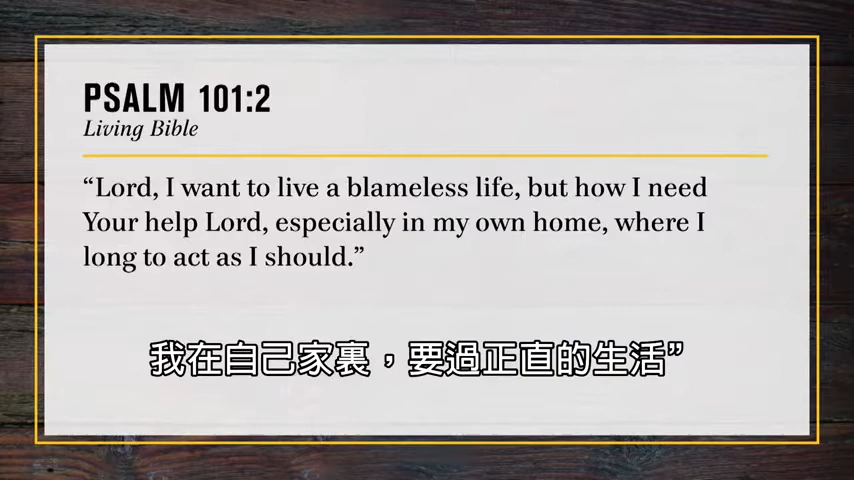 PSALM 101:2
Living Bible
“Lord, I want to live a blameless life, but how I need
Your help Lord, especially in my own home, where I
long to act as I should.”
我在自己家裏，要過正直的生活”